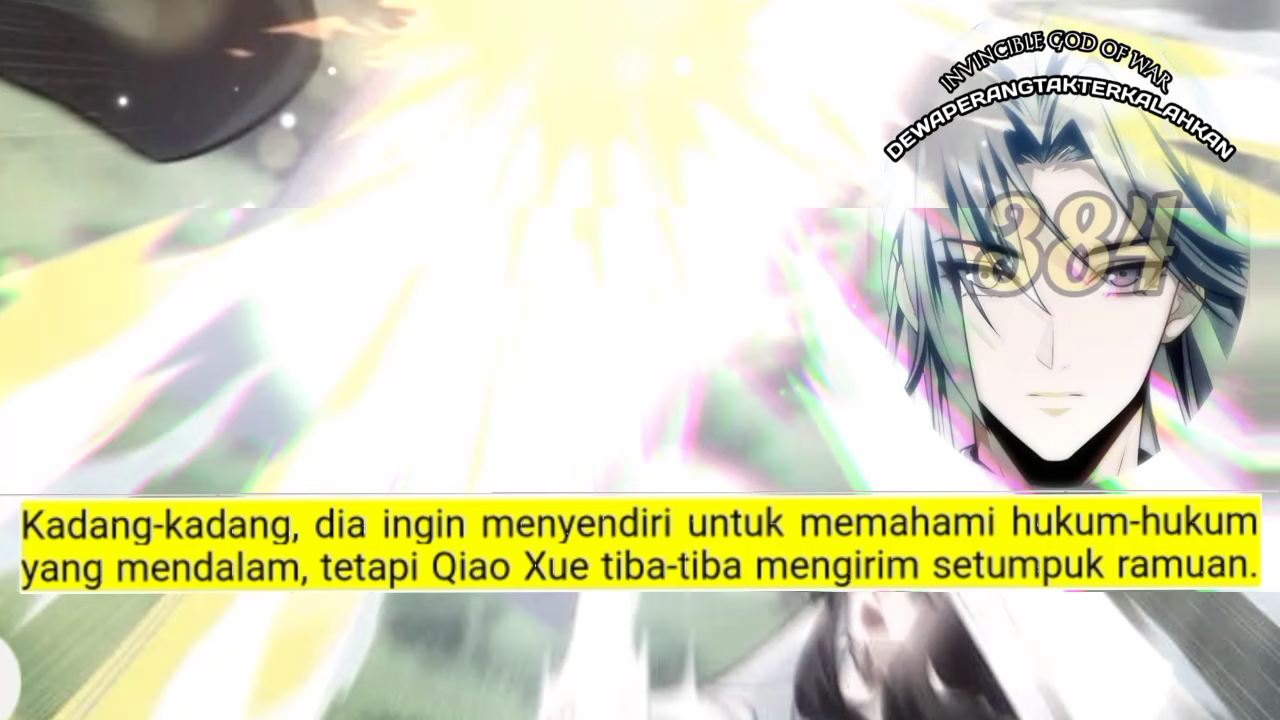 INVINCIBLE GOD OF WAR
DEWAPERANGTAKTERKALAHKAN
384
Kadang-kadang, dia ingin menyendiri untuk memahami hukum-hukum
yang mendalam, tetapi Qiao Xue tiba-tiba mengirim setumpuk ramuan.